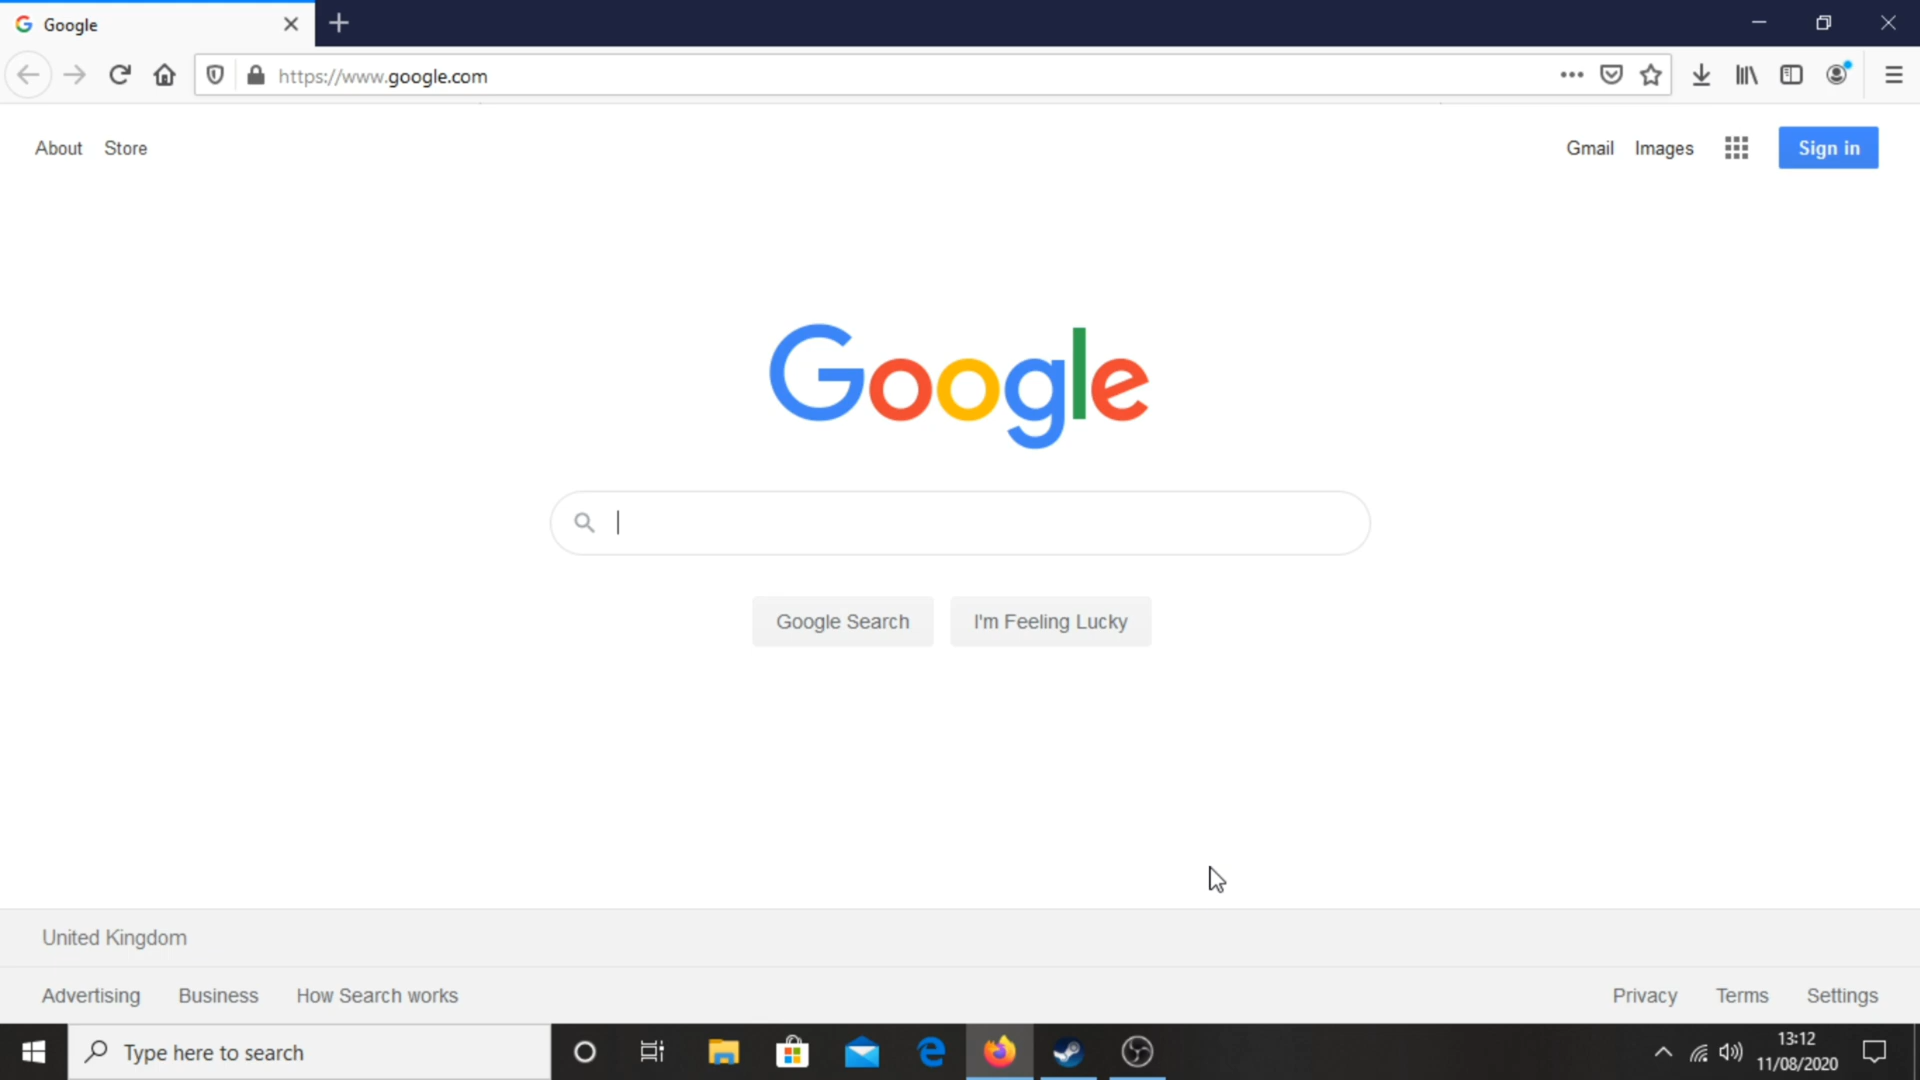 Google
https://www.google.com
About Store
Gmail Images Sign in
Google
Google Search I'm Feeling Lucky
United Kingdom
Advertising Business How Search works
Privacy Terms Settings
Type here to search
13:12
11/08/2020